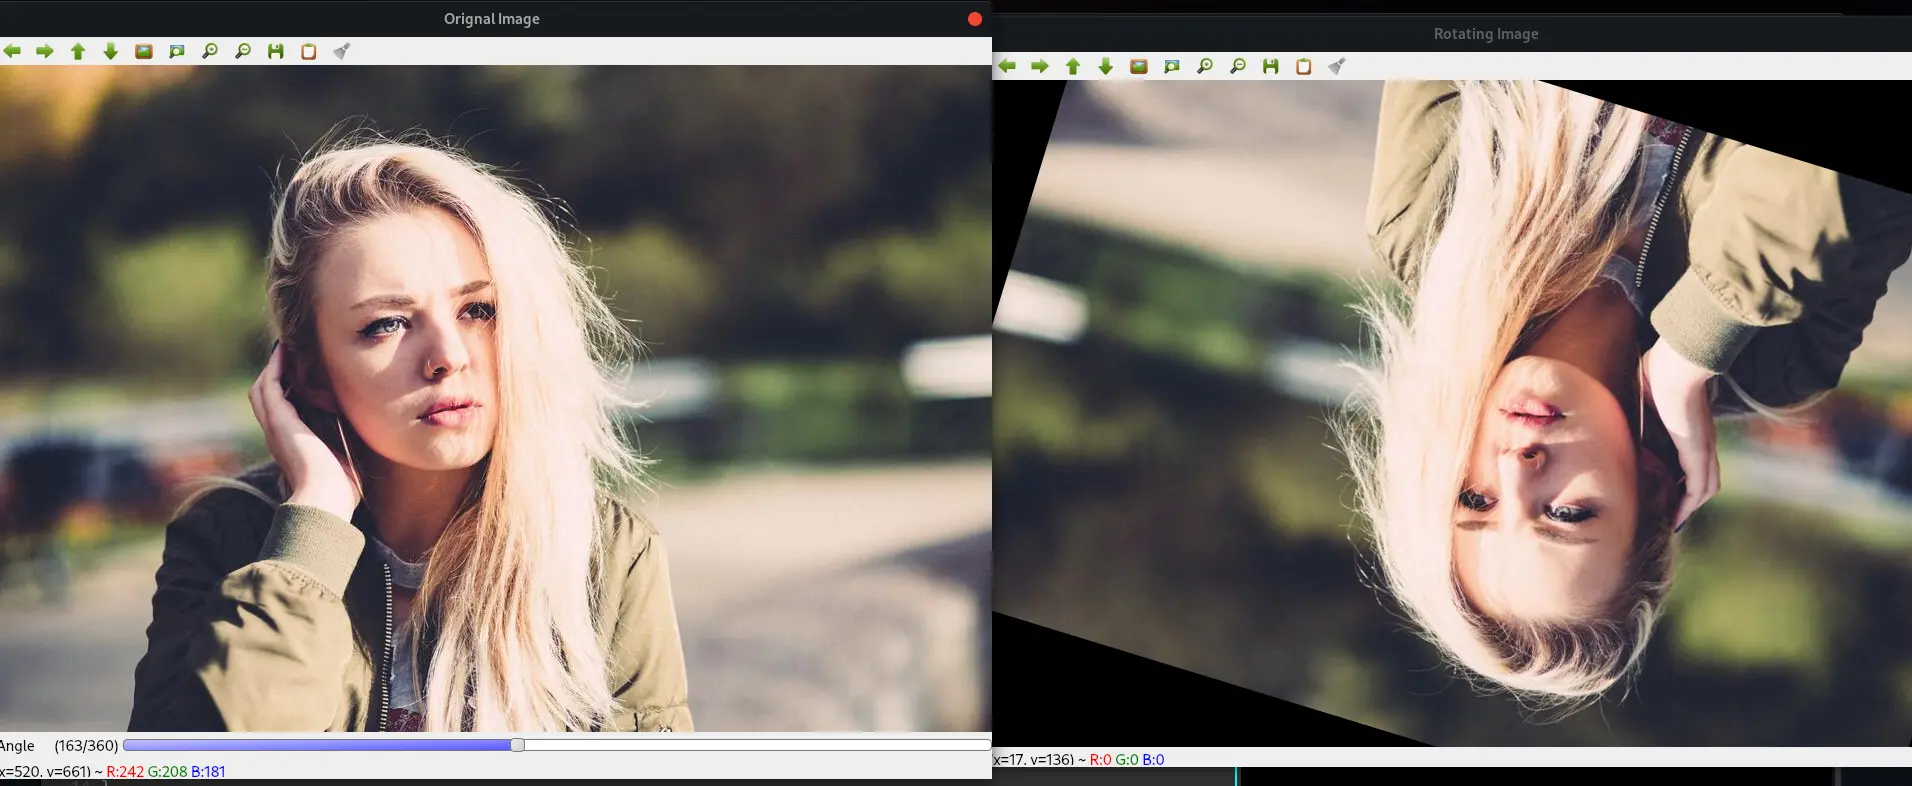 Orignal Image
Rotating Image
Angle (163/360)
x=520, y=661) ~ R:242 G:208 B:181
x=17, y=136) ~ R:0 G:0 B:0